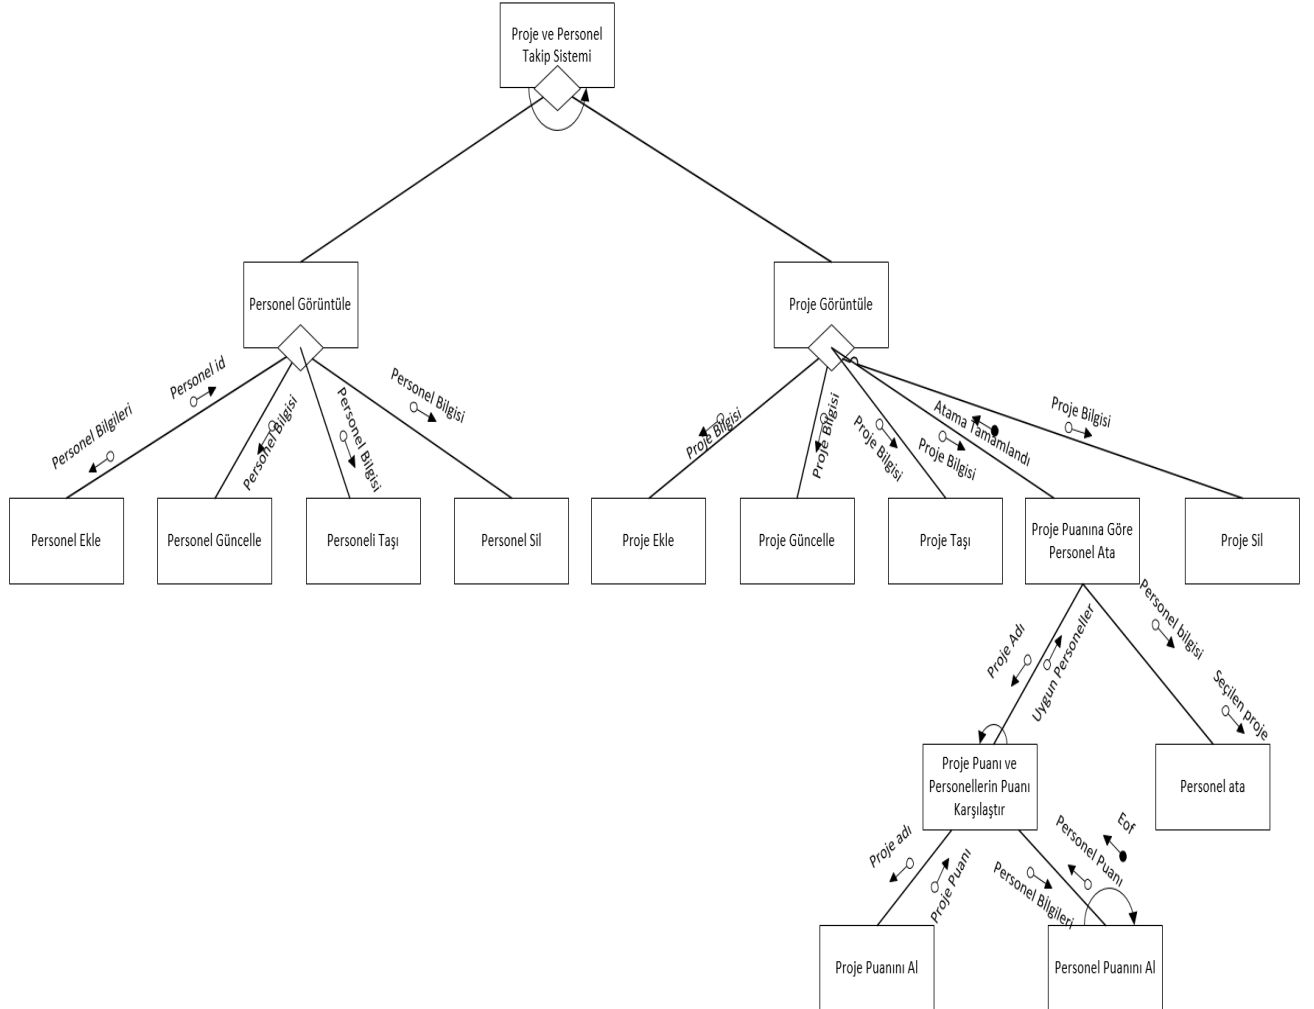 Proje ve Personel
Takip Sistemi
Personel Görüntüle
Proje Görüntüle
Personel Bilgileri
Personel id
Personel Bilgisi
Personel Bilgisi
Personel Bilgisi
Proje Bilgisi
Proje Bilgisi
Proje Bilgisi
Proje Bilgisi
Atama Tamamlandı
Proje Bilgisi
Personel Ekle
Personel Güncelle
Personeli Taşı
Personel Sil
Proje Ekle
Proje Güncelle
Proje Taşı
Proje Puanına Göre
Personel Ata
Proje Sil
Proje Adı
Uygun Personeller
Personel bilgisi
Seçilen proje
Proje Puanı ve
Personellerin Puanı
Karşılaştır
Personel ata
Proje adı
Proje Puanı
Personel Bilgileri
Personel Puanı
Eof
Proje Puanını Al
Personel Puanını Al